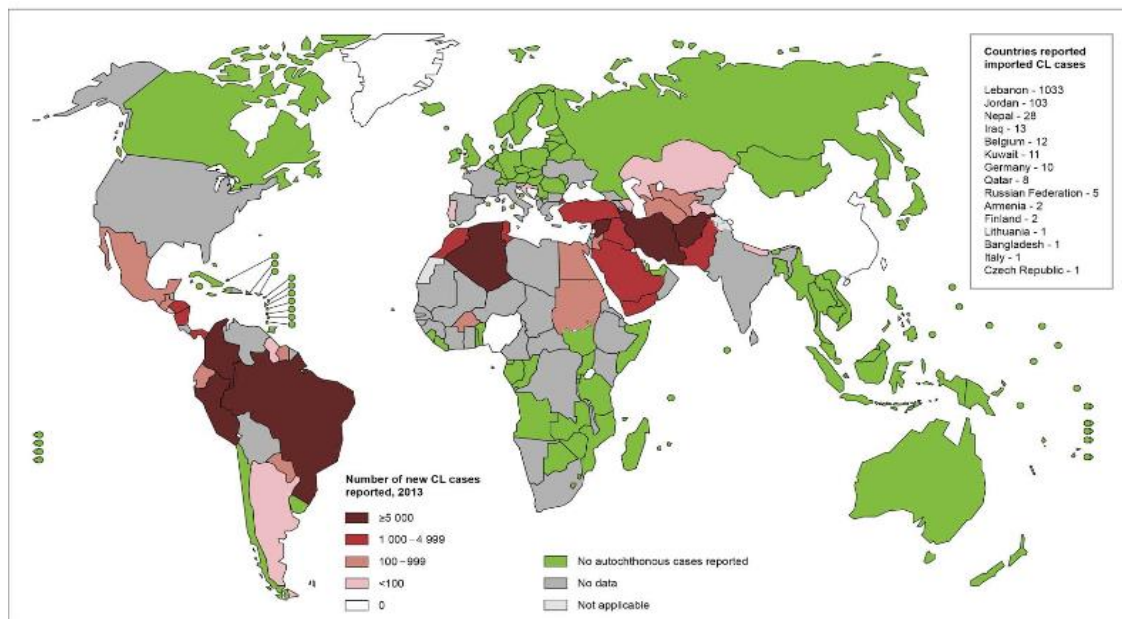 Countries reported
imported CL cases
Lebanon - 1033
Jordan - 103
Nepal - 28
Iraq - 13
Belgium - 12
Kuwait - 11
Germany - 10
Qatar - 8
Russian Federation - 5
Armenia - 2
Finland - 2
Lithuania - 1
Bangladesh - 1
Italy - 1
Czech Republic - 1
Number of new CL cases
reported, 2013
≥5 000
1 000 – 4 999
100 – 999
<100
0
No autochthonous cases reported
No data
Not applicable